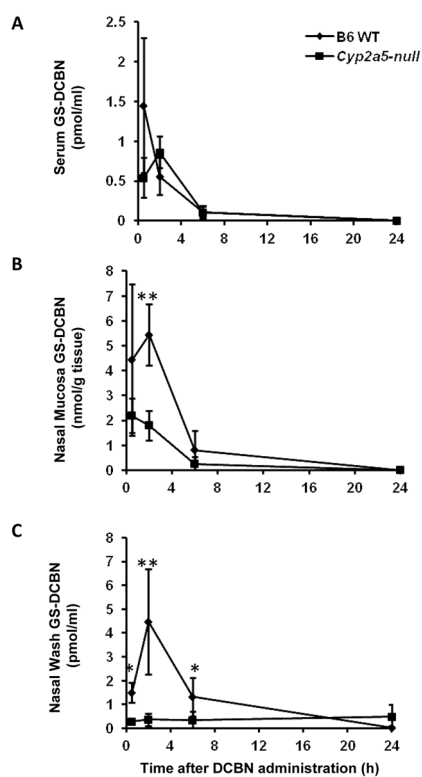 A
2.5
2
1.5
1
0.5
0
Serum GS-DCBN
(pmol/ml)
B6 WT
Cyp2a5-null
0 4 8 12 16 20 24
B
8
7
6
5
4
3
2
1
0
Nasal Mucosa GS-DCBN
(nmol/g tissue)
**
0 4 8 12 16 20 24
C
8
7
6
5
4
3
2
1
0
Nasal Wash GS-DCBN
(pmol/ml)
**
* *
0 4 8 12 16 20 24
Time after DCBN administration (h)